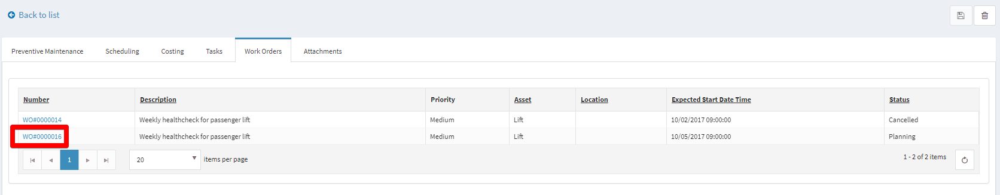 Back to list
Preventive Maintenance Scheduling Costing Tasks Work Orders Attachments
Number Description Priority Asset Location Expected Start Date Time Status
WO#0000014 Weekly healthcheck for passenger lift Medium Lift 10/02/2017 09:00:00 Cancelled
WO#0000016 Weekly healthcheck for passenger lift Medium Lift 10/05/2017 09:00:00 Planning
1 20 items per page 1 - 2 of 2 items